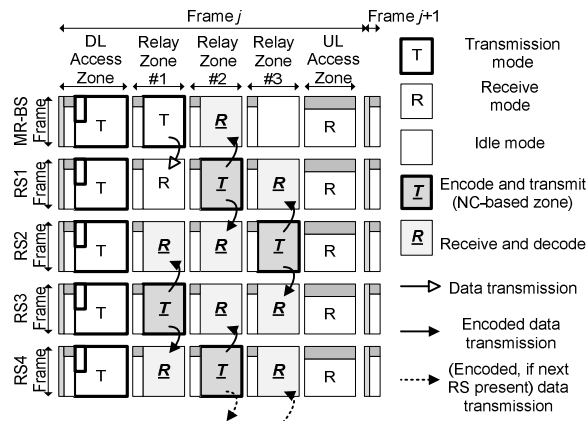 Frame j
Frame j+1
DL Access Zone
Relay Zone #1
Relay Zone #2
Relay Zone #3
UL Access Zone
MR-BS Frame
T
T
R
R
RS1 Frame
T
R
T
R
R
RS2 Frame
T
R
R
T
R
RS3 Frame
T
T
R
R
R
RS4 Frame
T
R
T
R
R
T
Transmission mode
R
Receive mode
Idle mode
T
Encode and transmit (NC-based zone)
R
Receive and decode
Data transmission
Encoded data transmission
(Encoded, if next RS present) data transmission